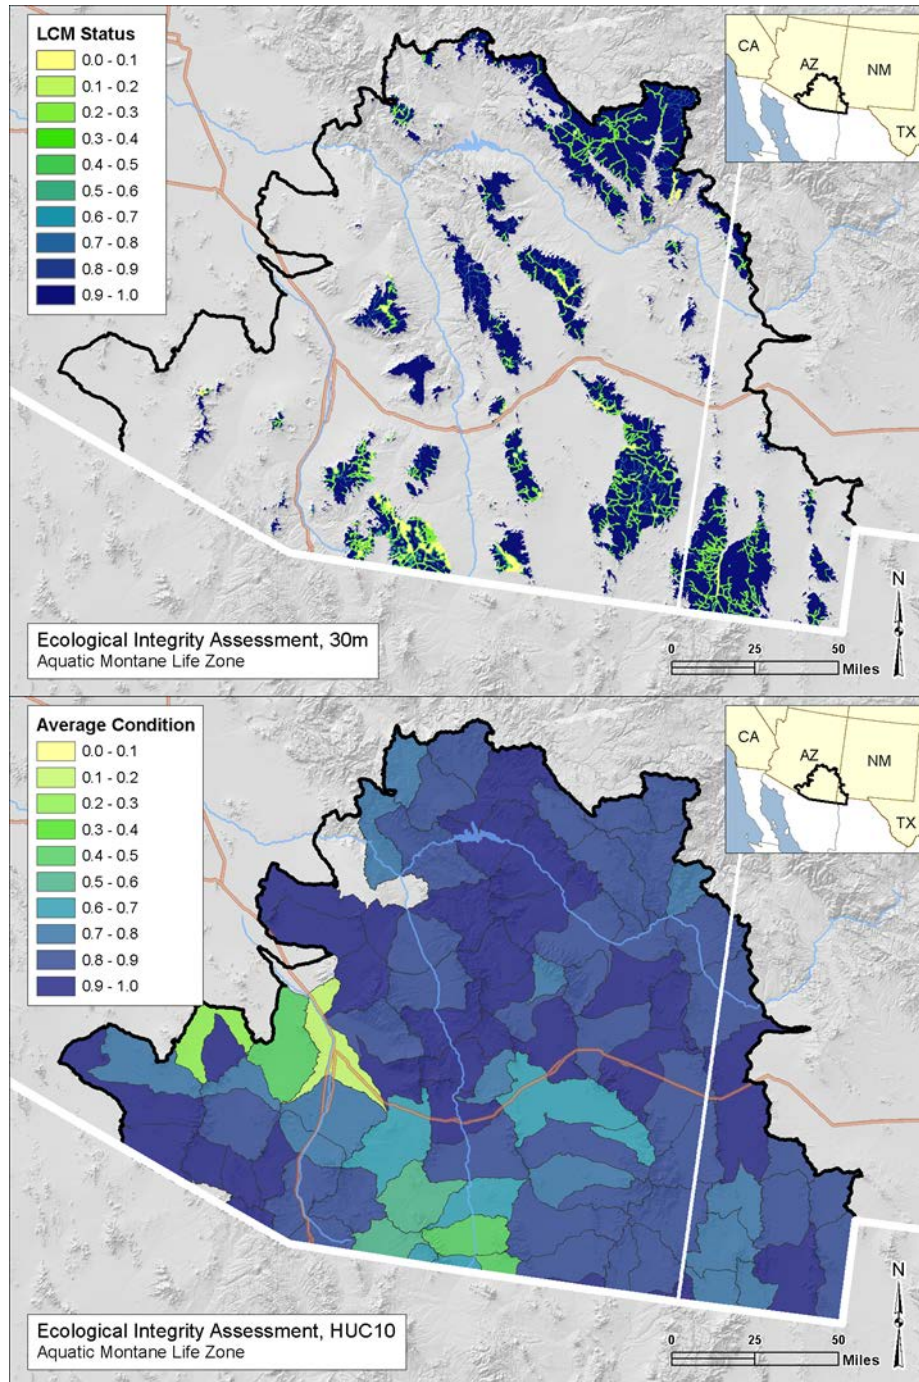 LCM Status
0.0 - 0.1
0.1 - 0.2
0.2 - 0.3
0.3 - 0.4
0.4 - 0.5
0.5 - 0.6
0.6 - 0.7
0.7 - 0.8
0.8 - 0.9
0.9 - 1.0
CA
AZ
NM
TX
N
0 25 50
Miles
Ecological Integrity Assessment, 30m
Aquatic Montane Life Zone
Average Condition
0.0 - 0.1
0.1 - 0.2
0.2 - 0.3
0.3 - 0.4
0.4 - 0.5
0.5 - 0.6
0.6 - 0.7
0.7 - 0.8
0.8 - 0.9
0.9 - 1.0
CA
AZ
NM
TX
N
0 25 50
Miles
Ecological Integrity Assessment, HUC10
Aquatic Montane Life Zone